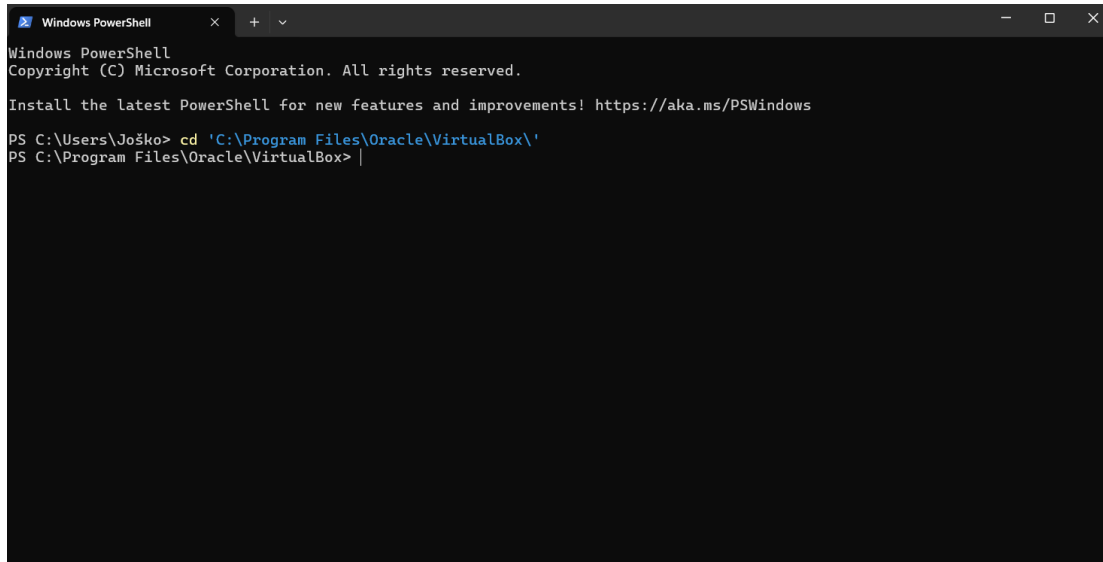 Windows PowerShell
Windows PowerShell
Copyright (C) Microsoft Corporation. All rights reserved.
Install the latest PowerShell for new features and improvements! https://aka.ms/PSWindows
PS C:\Users\Joško> cd 'C:\Program Files\Oracle\VirtualBox\'
PS C:\Program Files\Oracle\VirtualBox>